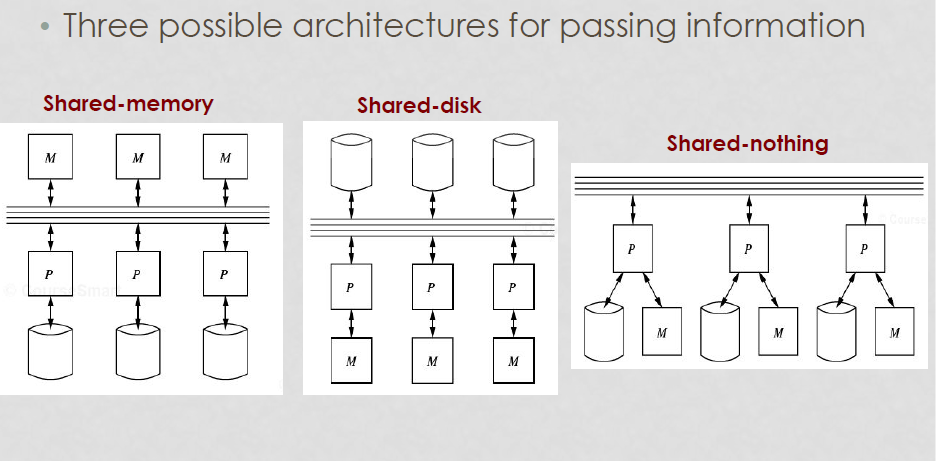 • Three possible architectures for passing information
Shared-memory
Shared-disk
Shared-nothing
M M M
P P P
P P P
M M M
P P P
M M M